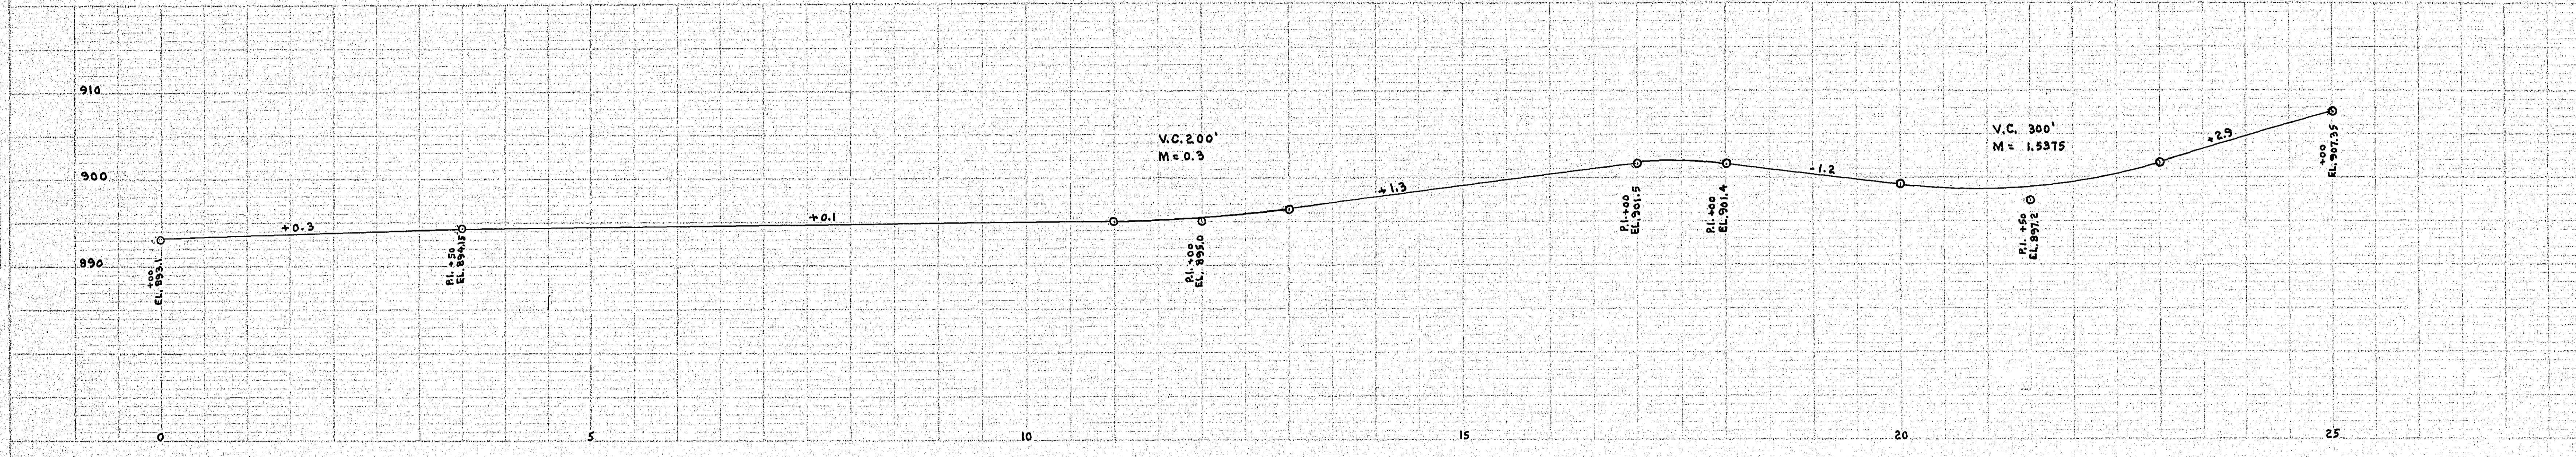 910
900
890
+00
EL. 893.1
+0.3
P.I. +50
EL. 894.15
+0.1
V.C. 200'
M = 0.3
P.I. +00
EL. 895.0
+1.3
P.I. +00
EL. 901.5
P.I. +00
EL. 901.4
-1.2
V.C. 300'
M = 1.5375
P.I. +50
EL. 897.2
+2.9
+00
EL. 907.35
0
5
10
15
20
25